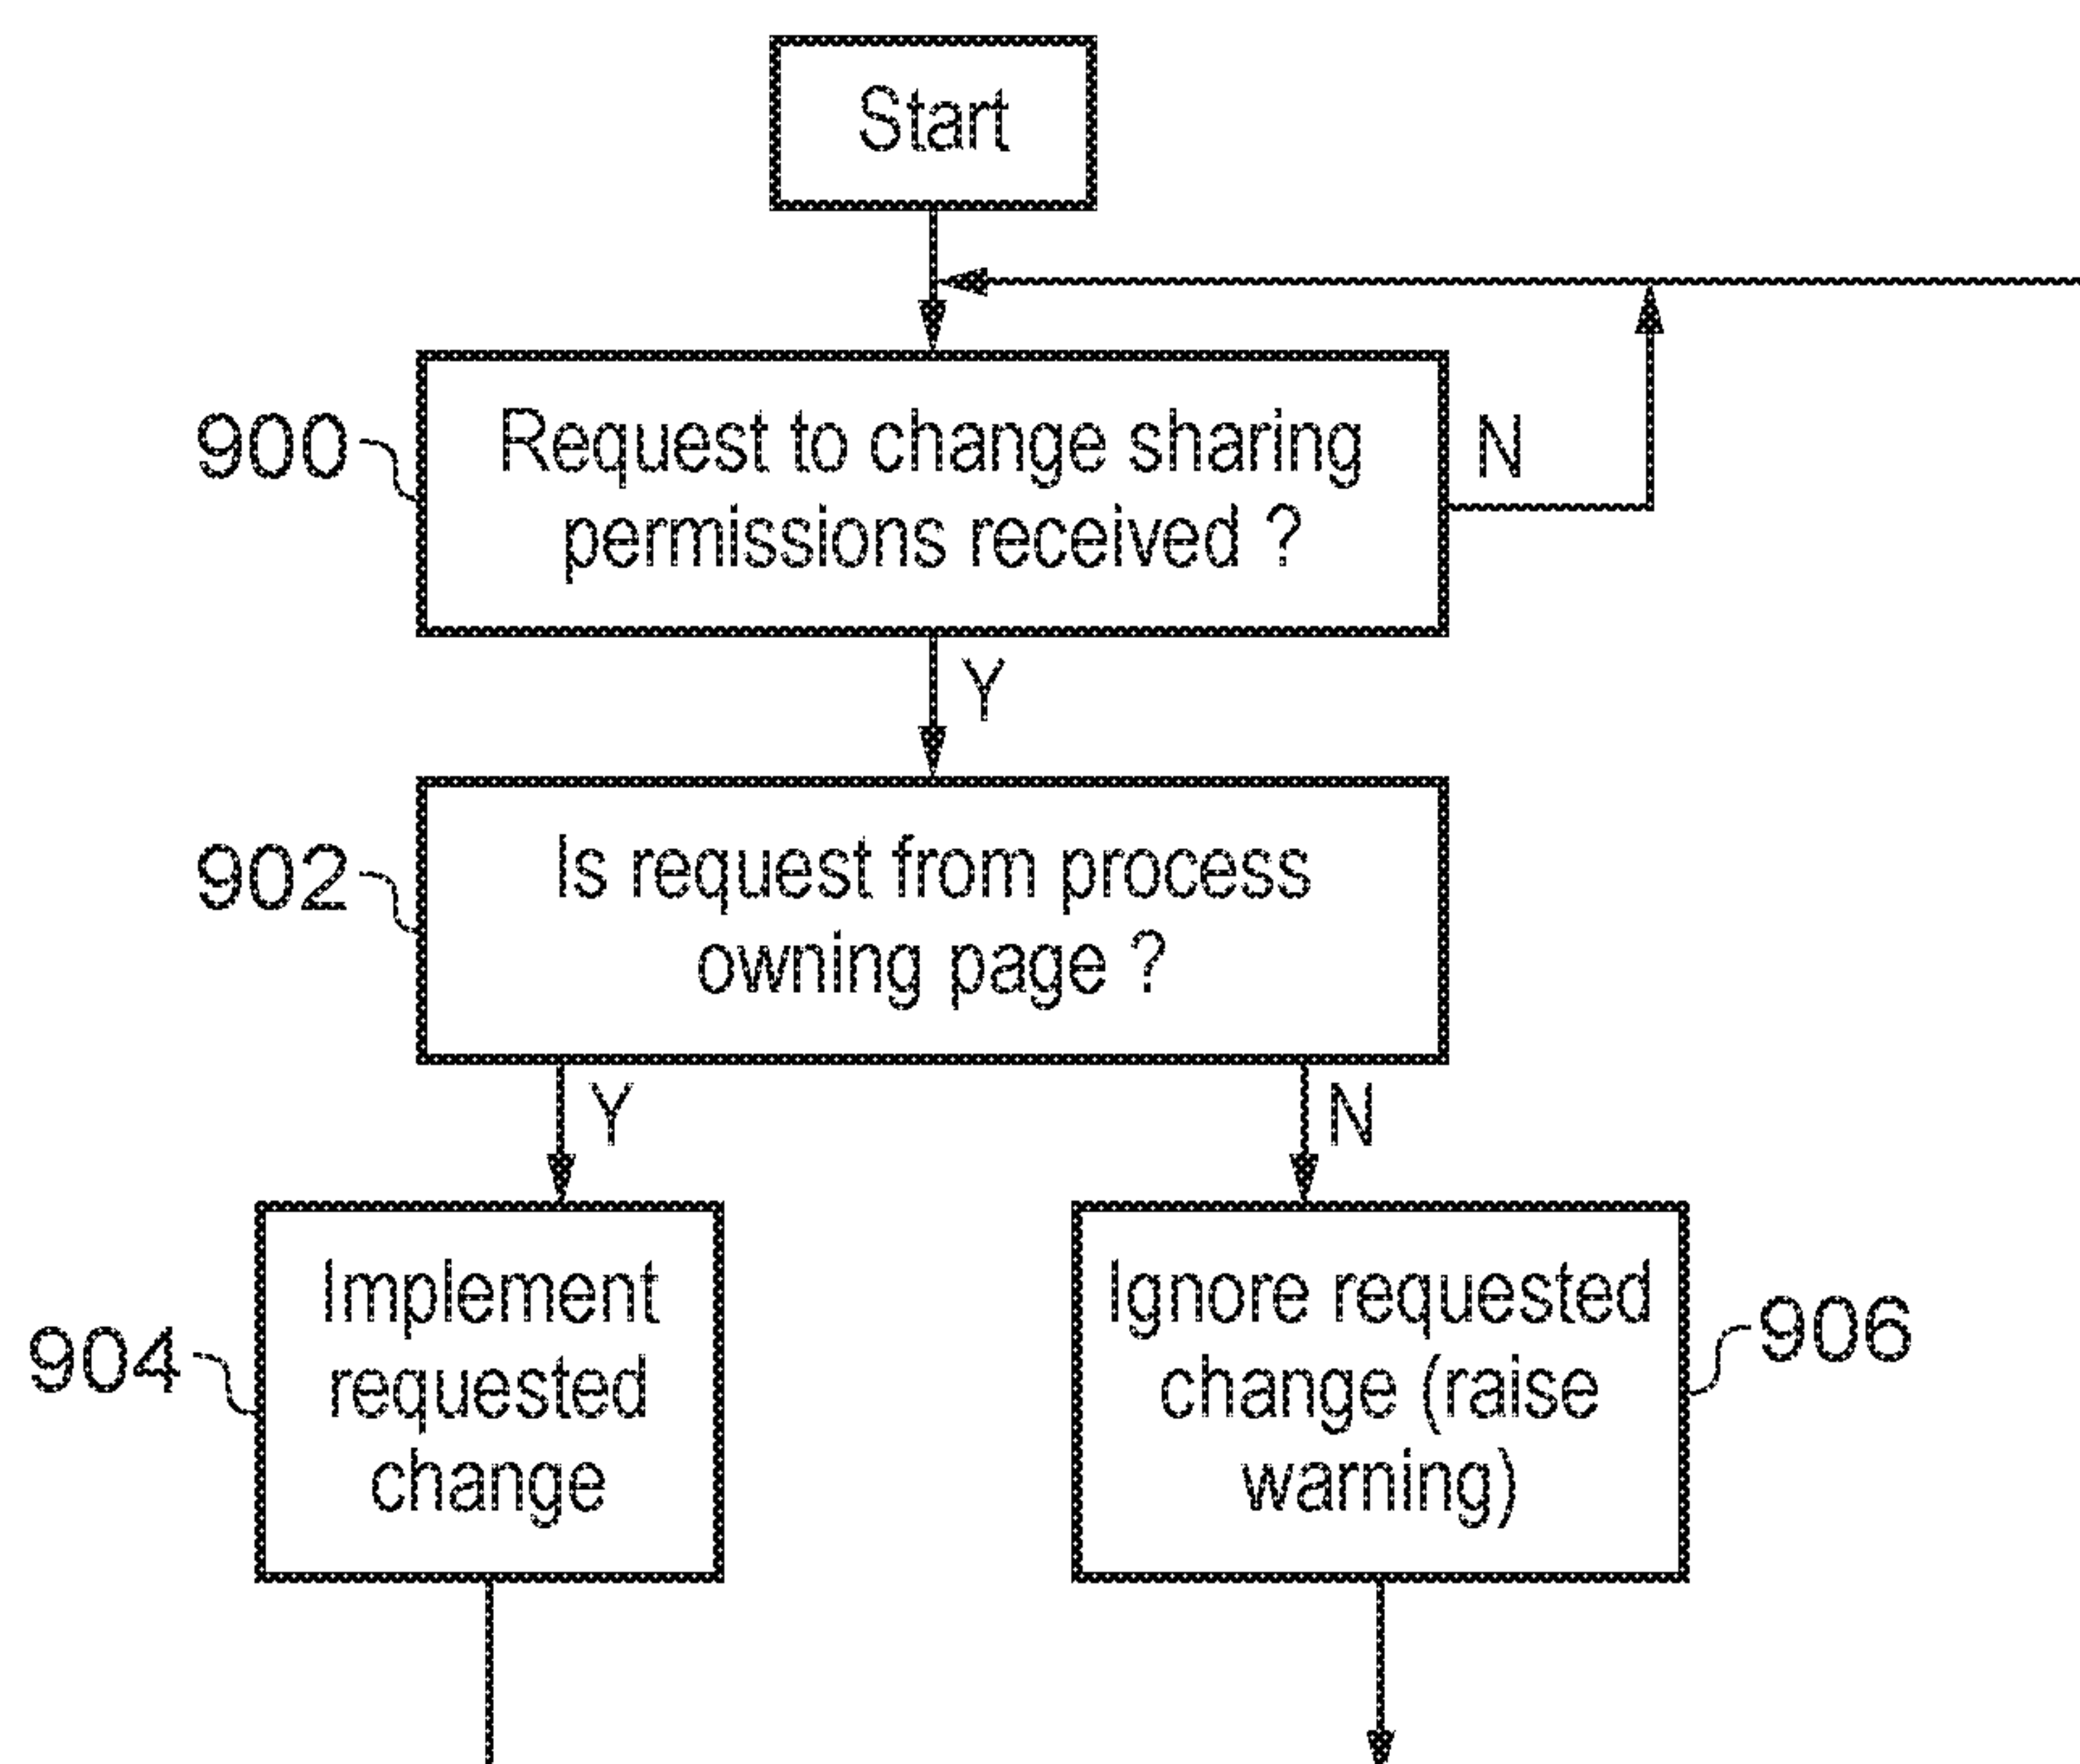 Start
900
Request to change sharing
permissions received ?
N
Y
902
Is request from process
owning page ?
Y
N
904
Implement
requested
change
Ignore requested
change (raise
warning)
906